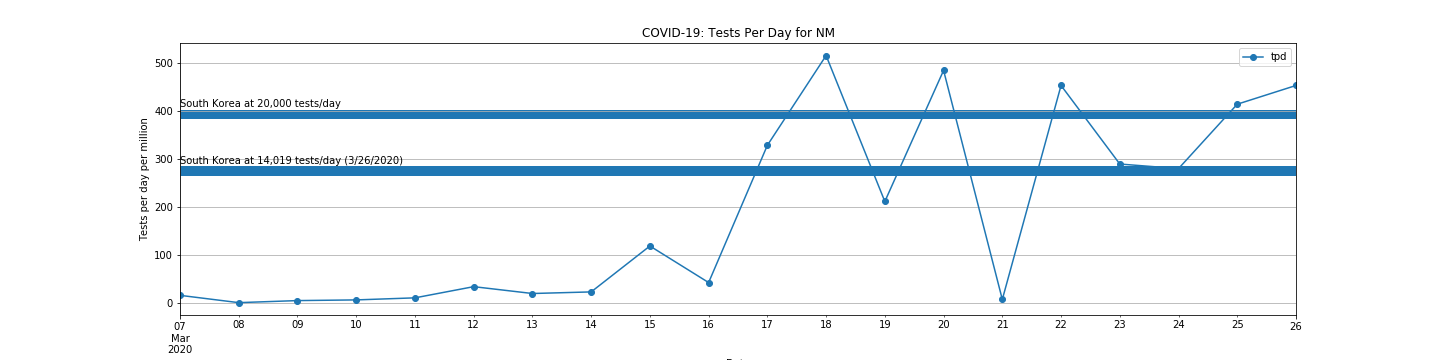 COVID-19: Tests Per Day for NM
tpd
500
400
300
200
100
0
Tests per day per million
South Korea at 20,000 tests/day
South Korea at 14,019 tests/day (3/26/2020)
07 08 09 10 11 12 13 14 15 16 17 18 19 20 21 22 23 24 25 26
Mar
2020